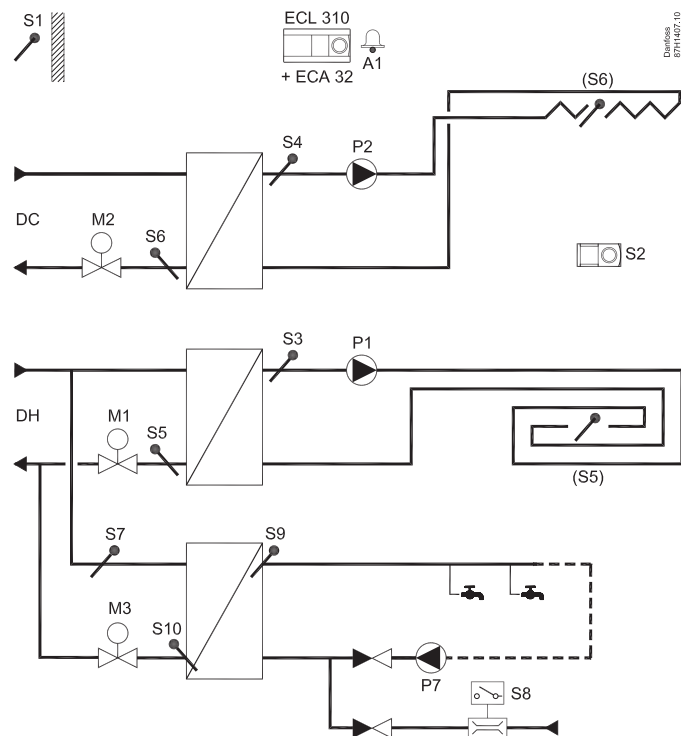 S1
ECL 310
A1
+ ECA 32
Danfoss
87H1407.10
(S6)
S4
P2
DC
M2
S6
S2
S3
P1
DH
M1
S5
(S5)
S7
S9
M3
S10
P7
S8